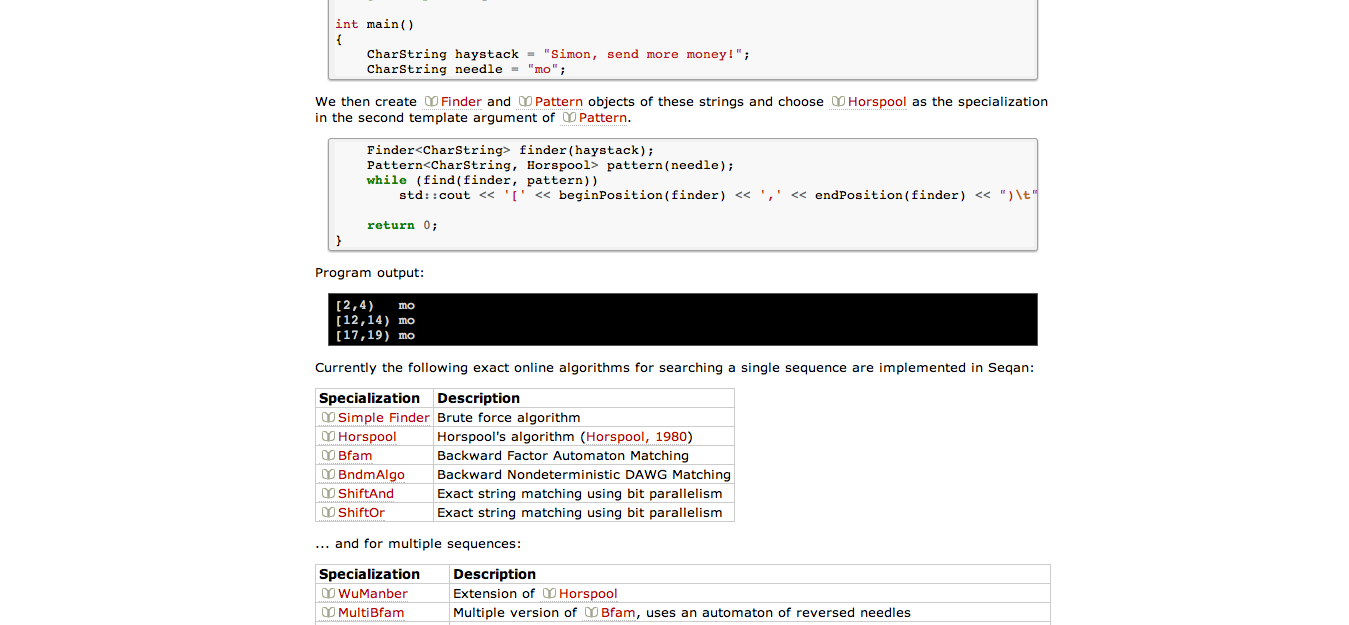 int main()
{
CharString haystack = "Simon, send more money!";
CharString needle = "mo";
We then create Finder and Pattern objects of these strings and choose Horspool as the specialization
in the second template argument of Pattern.
Finder<CharString> finder(haystack);
Pattern<CharString, Horspool> pattern(needle);
while (find(finder, pattern))
std::cout << '[' << beginPosition(finder) << ',' << endPosition(finder) << ")\t"
return 0;
}
Program output:
[2,4) mo
[12,14) mo
[17,19) mo
Currently the following exact online algorithms for searching a single sequence are implemented in Seqan:
Specialization Description
Simple Finder Brute force algorithm
Horspool Horspool's algorithm (Horspool, 1980)
Bfam Backward Factor Automaton Matching
BndmAlgo Backward Nondeterministic DAWG Matching
ShiftAnd Exact string matching using bit parallelism
ShiftOr Exact string matching using bit parallelism
... and for multiple sequences:
Specialization Description
WuManber Extension of Horspool
MultiBfam Multiple version of Bfam, uses an automaton of reversed needles